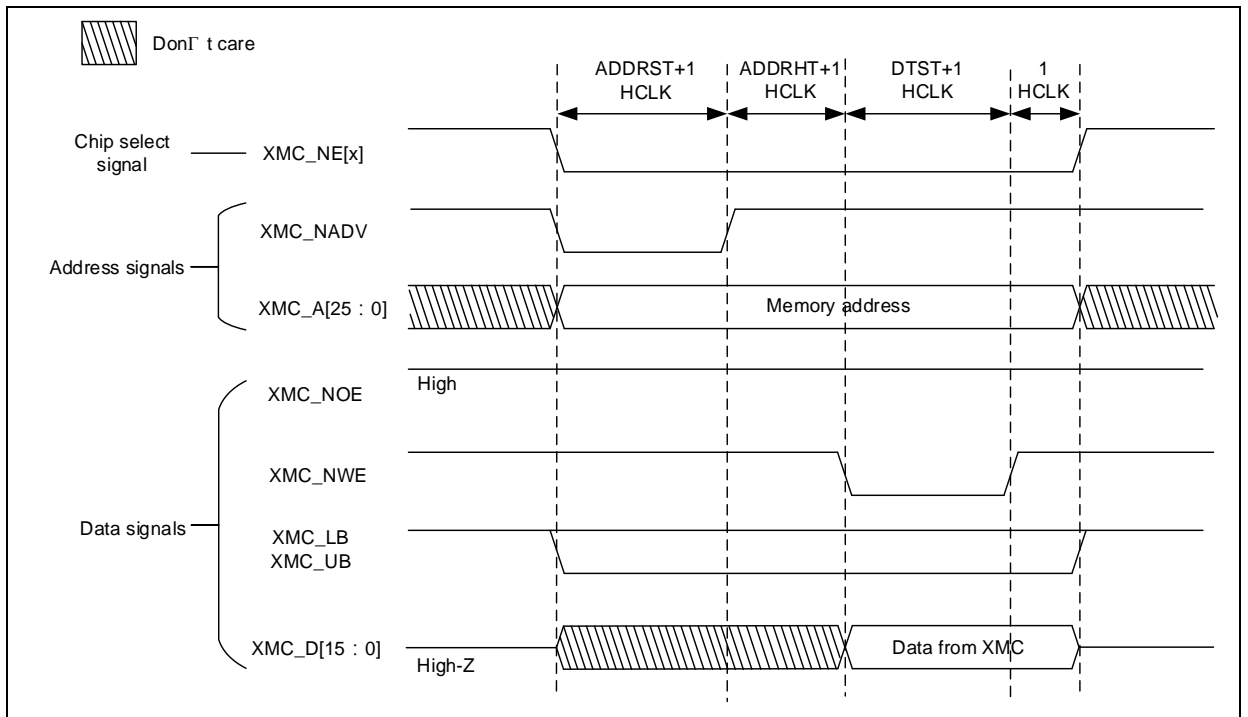 DonΓ t care
ADDRST+1
HCLK
ADDRHT+1
HCLK
DTST+1
HCLK
1
HCLK
Chip select
signal
XMC_NE[x]
XMC_NADV
Address signals
XMC_A[25：0]
Memory address
High
XMC_NOE
XMC_NWE
Data signals
XMC_LB
XMC_UB
XMC_D[15：0]
High-Z
Data from XMC